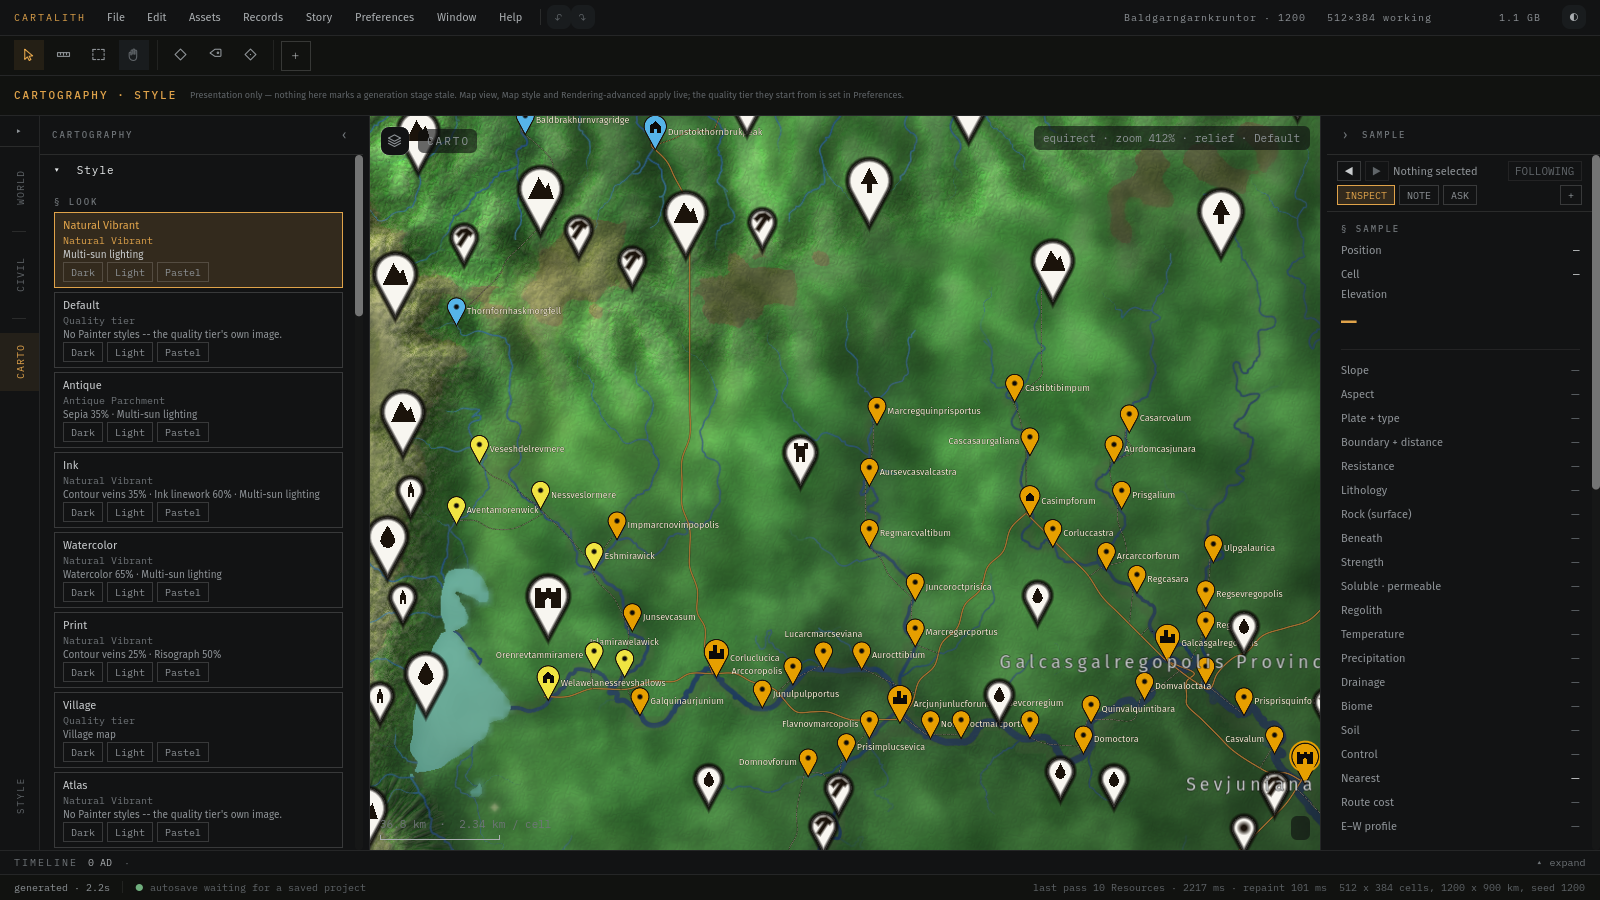 CARTALITH File Edit Assets Records Story Preferences Window Help
Baldgarngarnkruntor · 1200 512×384 working 1.1 GB
CARTOGRAPHY · STYLE Presentation only — nothing here marks a generation stage stale. Map view, Map style and Rendering-advanced apply live; the quality tier they start from is set in Preferences.
WORLD
CIVIL
CARTO
STYLE
CARTOGRAPHY
Style
§ LOOK
Natural Vibrant
Natural Vibrant
Multi-sun lighting
Dark Light Pastel
Default
Quality tier
No Painter styles -- the quality tier's own image.
Dark Light Pastel
Antique
Antique Parchment
Sepia 35% · Multi-sun lighting
Dark Light Pastel
Ink
Natural Vibrant
Contour veins 35% · Ink linework 60% · Multi-sun lighting
Dark Light Pastel
Watercolor
Natural Vibrant
Watercolor 65% · Multi-sun lighting
Dark Light Pastel
Print
Natural Vibrant
Contour veins 25% · Risograph 50%
Dark Light Pastel
Village
Quality tier
Village map
Dark Light Pastel
Atlas
Natural Vibrant
No Painter styles -- the quality tier's own image.
Dark Light Pastel
CARTO
equirect · zoom 412% · relief · Default
Baldbrakhurnvragridge
Thornfornhaskmorgfell
Castibtibimpum
Marcregquinprisportus
Casarcvalum
Cascasaurgaliana
Veseshdelrevmere
Aurdomcasjunara
Aursevcasvalcastra
Nessveslormere
Prisgalium
Casimpforum
Aventamorenwick
Impmarcnovimpopolis
Regmarcvaltibum
Corluccastra
Ulpgalaurica
Eshmirawick
Arcarccorforum
Regcasara
Juncoroctprisica
Regsevregopolis
Junsevcasum
Marcregarcportus
Lucarcmarcseviana
Orenrevtammiramere
Corluclucica
Aurocttibium
Galcasgalregopolis Provinc
Arccoropolis
Welawelanessrevshallows
Domvaloctara
Junulpulpportus
Galquinaurjunium
Prisprisquinfo
Quinvalquintibara
Flavnovmarcopolis
Domoctora
Casvalum
Prisimplucsevica
Domnovforum
Sevjuniana
2.34 km / cell
SAMPLE
Nothing selected FOLLOWING
INSPECT NOTE ASK +
§ SAMPLE
Position —
Cell —
Elevation
—
Slope —
Aspect —
Plate + type —
Boundary + distance —
Resistance —
Lithology —
Rock (surface) —
Beneath —
Strength —
Soluble · permeable —
Regolith —
Temperature —
Precipitation —
Drainage —
Biome —
Soil —
Control —
Nearest —
Route cost —
E–W profile —
TIMELINE 0 AD · expand
generated · 2.2s autosave waiting for a saved project
last pass 10 Resources · 2217 ms · repaint 101 ms 512 x 384 cells, 1200 x 900 km, seed 1200